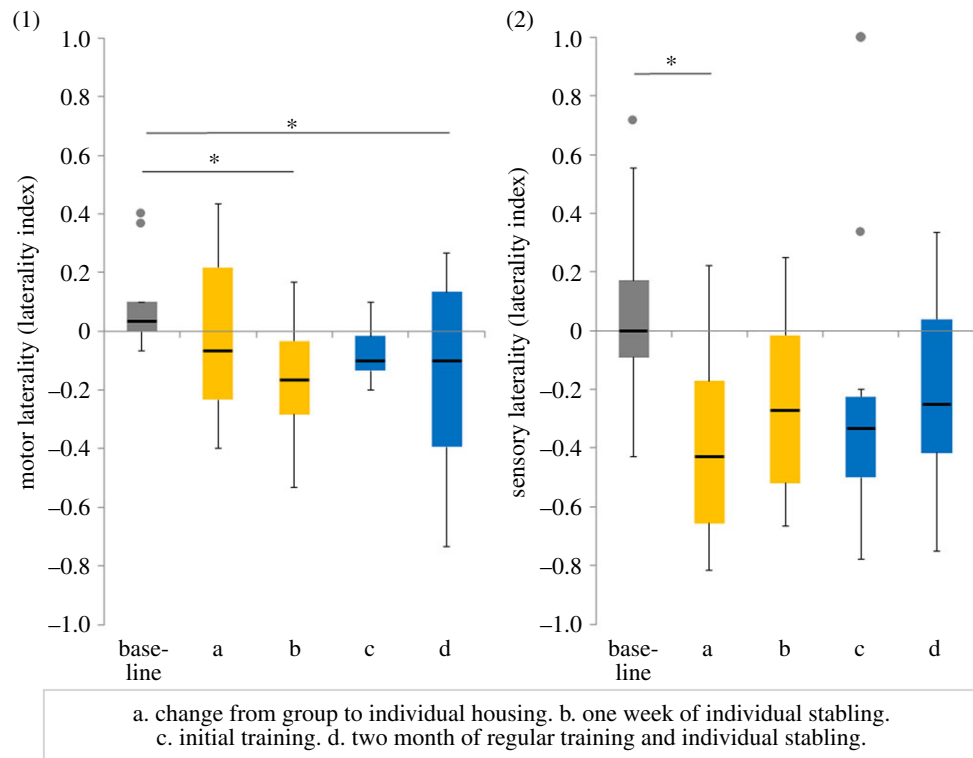 (1)
motor laterality (laterality index)
1.0
0.8
0.6
0.4
0.2
0
–0.2
–0.4
–0.6
–0.8
–1.0
*
*
base-
line
a
b
c
d
(2)
sensory laterality (laterality index)
1.0
0.8
0.6
0.4
0.2
0
–0.2
–0.4
–0.6
–0.8
–1.0
*
base-
line
a
b
c
d
a. change from group to individual housing. b. one week of individual stabling.
c. initial training. d. two month of regular training and individual stabling.